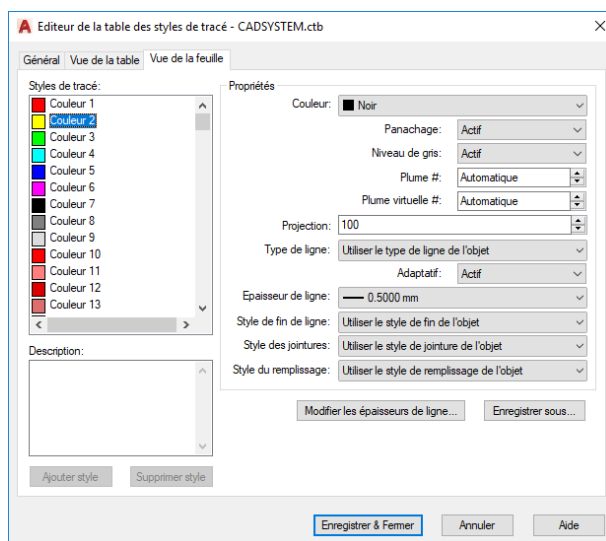 Editeur de la table des styles de tracé - CADSYSTEM.ctb
Général Vue de la table Vue de la feuille
Styles de tracé:
Couleur 1
Couleur 2
Couleur 3
Couleur 4
Couleur 5
Couleur 6
Couleur 7
Couleur 8
Couleur 9
Couleur 10
Couleur 11
Couleur 12
Couleur 13
Description:
Ajouter style Supprimer style
Propriétés
Couleur: Noir
Panachage: Actif
Niveau de gris: Actif
Plume #: Automatique
Plume virtuelle #: Automatique
Projection: 100
Type de ligne: Utiliser le type de ligne de l'objet
Adaptatif: Actif
Epaisseur de ligne: 0.5000 mm
Style de fin de ligne: Utiliser le style de fin de l'objet
Style des jointures: Utiliser le style de jointure de l'objet
Style du remplissage: Utiliser le style de remplissage de l'objet
Modifier les épaisseurs de ligne... Enregistrer sous...
Enregistrer & Fermer Annuler Aide